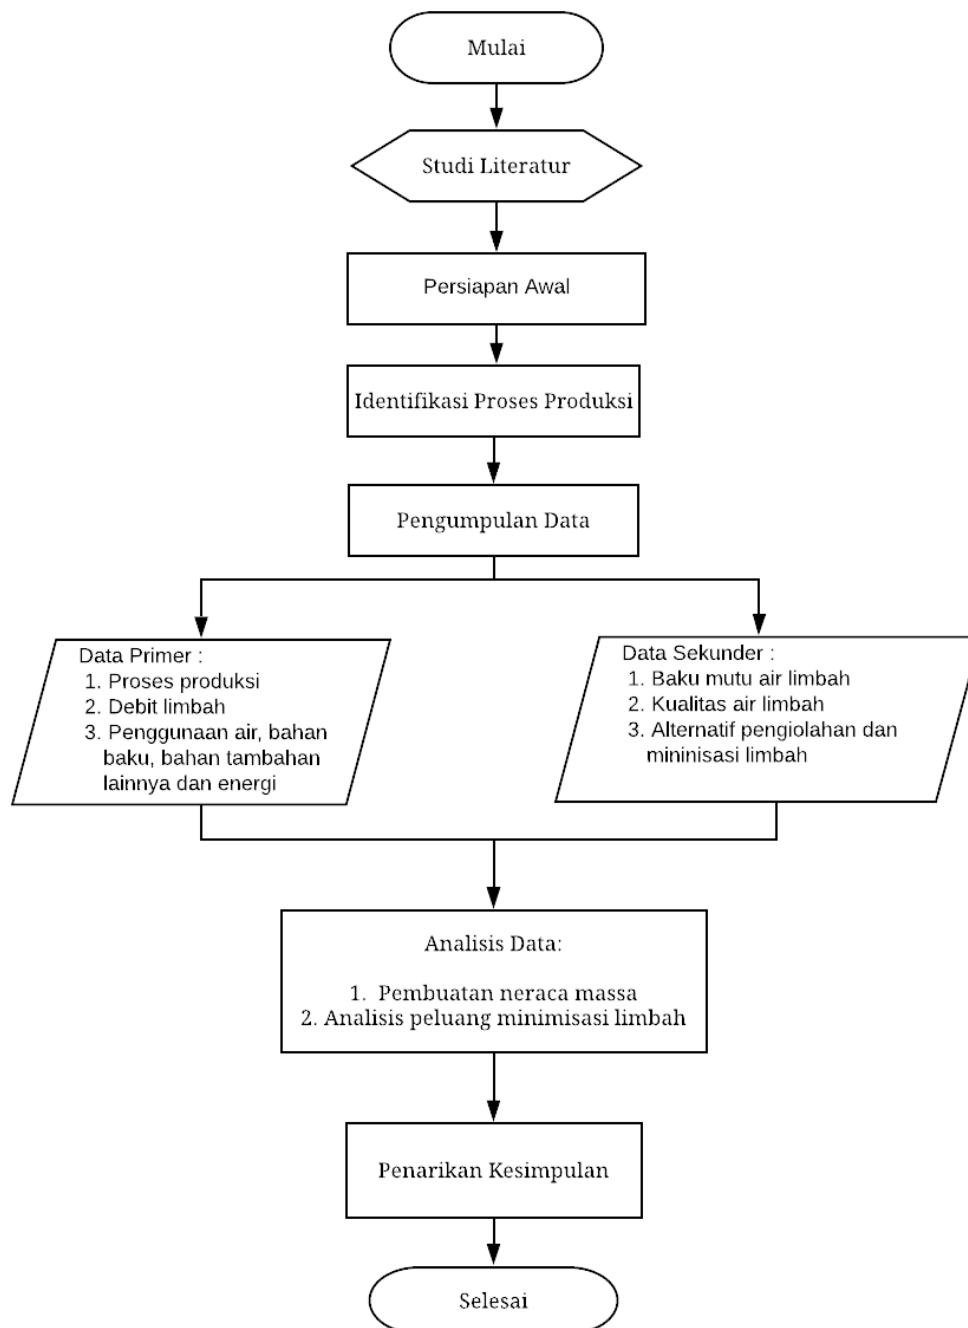 Mulai
Studi Literatur
Persiapan Awal
Identifikasi Proses Produksi
Pengumpulan Data
Data Primer :
1. Proses produksi
2. Debit limbah
3. Penggunaan air, bahan
baku, bahan tambahan
lainnya dan energi
Data Sekunder :
1. Baku mutu air limbah
2. Kualitas air limbah
3. Alternatif pengiolahan dan
mininisasi limbah
Analisis Data:
1. Pembuatan neraca massa
2. Analisis peluang minimisasi limbah
Penarikan Kesimpulan
Selesai